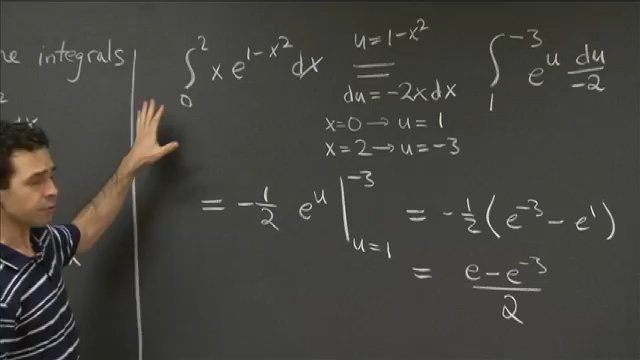 integrals
∫₀² x e^{1-x²} dx = u = 1-x² ∫₁^{-3} e^u du/-2
du = -2x dx
x=0 → u=1
x=2 → u=-3
= -1/2 e^u |_{u=1}^{-3} = -1/2 (e^{-3} - e^1)
= (e - e^{-3})/2